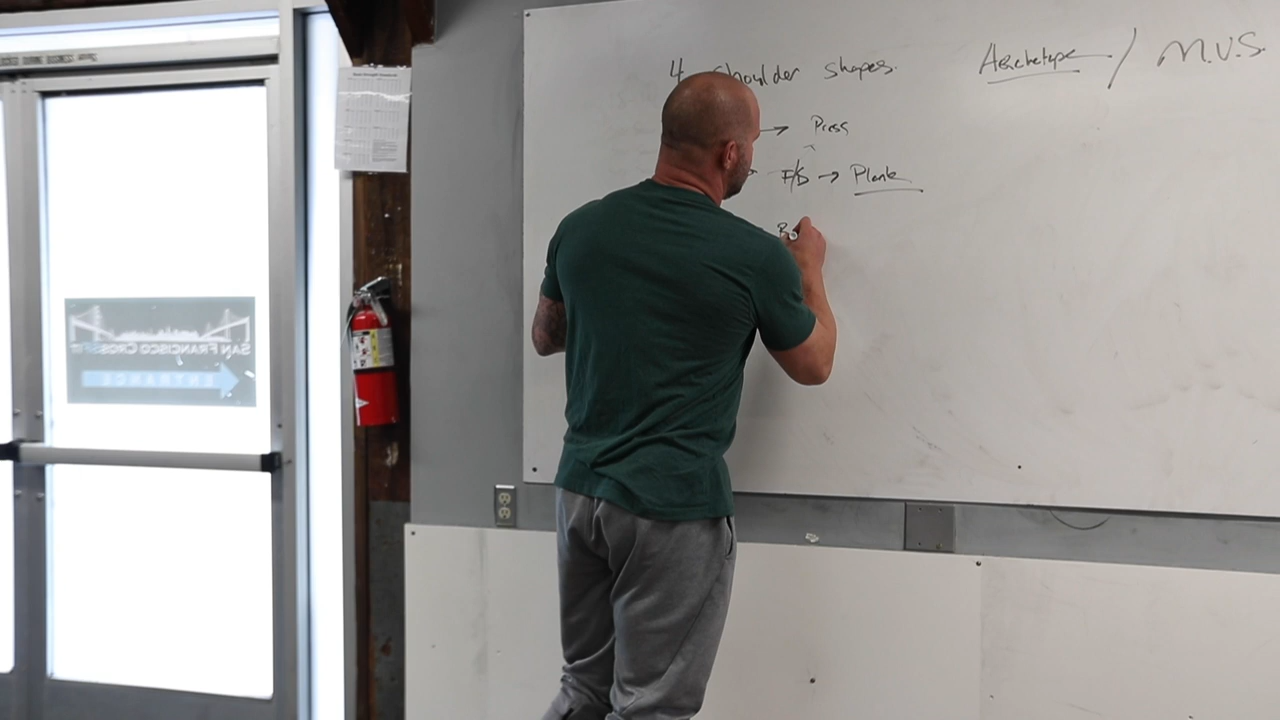 4 shoulder shapes. Archetype / M.V.S.
→ Press
F/S → Plank
SAN FRANCISCO CROSSFIT
ENTRANCE